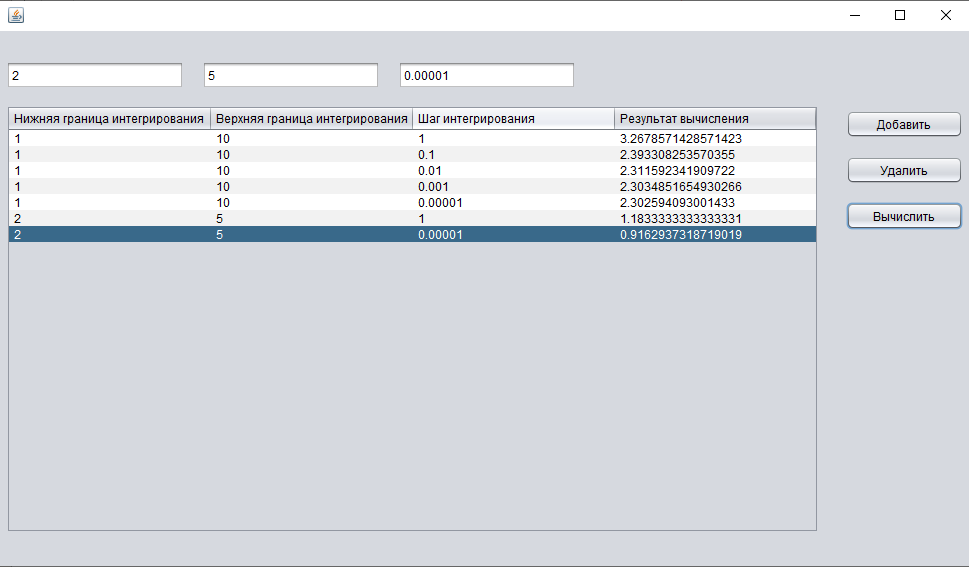 2 5 0.00001
Нижняя граница интегрирования Верхняя граница интегрирования Шаг интегрирования Результат вычисления
1 10 1 3.2678571428571423
1 10 0.1 2.393308253570355
1 10 0.01 2.311592341909722
1 10 0.001 2.3034851654930266
1 10 0.00001 2.302594093001433
2 5 1 1.1833333333333331
2 5 0.00001 0.9162937318719019
Добавить
Удалить
Вычислить